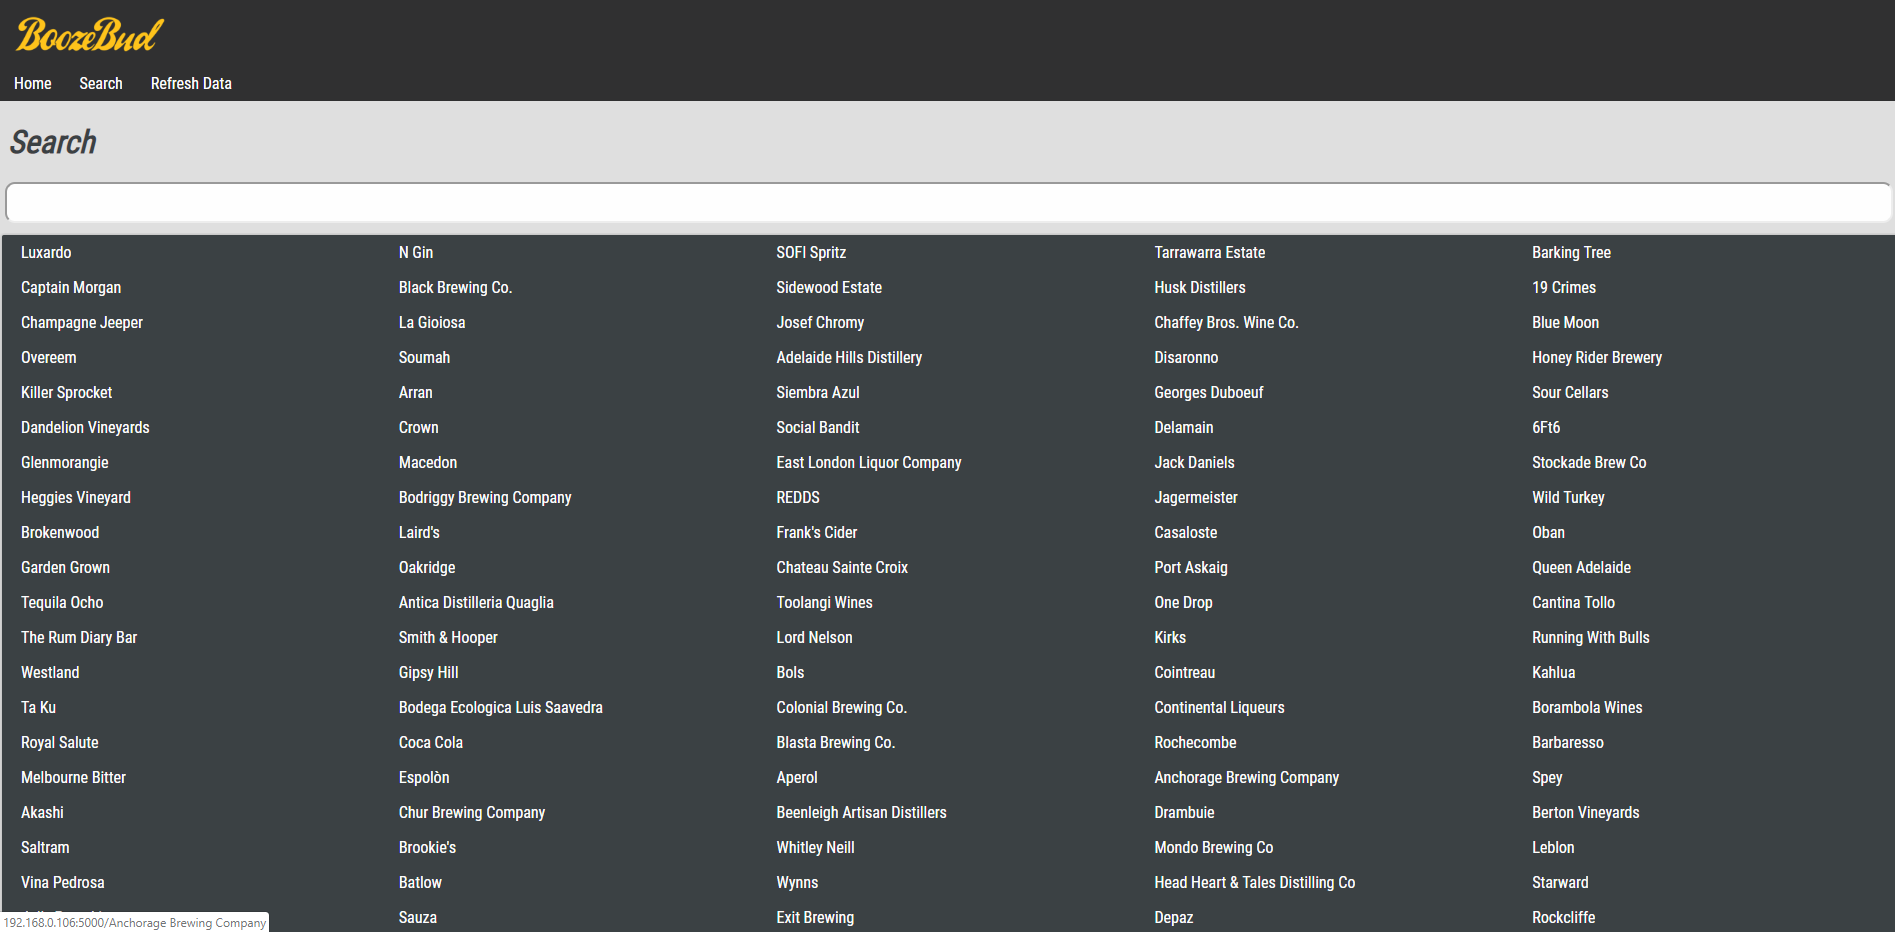 BoozeBud
Home Search Refresh Data
Search
Luxardo N Gin SOFI Spritz Tarrawarra Estate Barking Tree
Captain Morgan Black Brewing Co. Sidewood Estate Husk Distillers 19 Crimes
Champagne Jeeper La Gioiosa Josef Chromy Chaffey Bros. Wine Co. Blue Moon
Overeem Soumah Adelaide Hills Distillery Disaronno Honey Rider Brewery
Killer Sprocket Arran Siembra Azul Georges Duboeuf Sour Cellars
Dandelion Vineyards Crown Social Bandit Delamain 6Ft6
Glenmorangie Macedon East London Liquor Company Jack Daniels Stockade Brew Co
Heggies Vineyard Bodriggy Brewing Company REDDS Jagermeister Wild Turkey
Brokenwood Laird's Frank's Cider Casaloste Oban
Garden Grown Oakridge Chateau Sainte Croix Port Askaig Queen Adelaide
Tequila Ocho Antica Distilleria Quaglia Toolangi Wines One Drop Cantina Tollo
The Rum Diary Bar Smith & Hooper Lord Nelson Kirks Running With Bulls
Westland Gipsy Hill Bols Cointreau Kahlua
Ta Ku Bodega Ecologica Luis Saavedra Colonial Brewing Co. Continental Liqueurs Borambola Wines
Royal Salute Coca Cola Blasta Brewing Co. Rochecombe Barbaresso
Melbourne Bitter Espolòn Aperol Anchorage Brewing Company Spey
Akashi Chur Brewing Company Beenleigh Artisan Distillers Drambuie Berton Vineyards
Saltram Brookie's Whitley Neill Mondo Brewing Co Leblon
Vina Pedrosa Batlow Wynns Head Heart & Tales Distilling Co Starward
Sauza Exit Brewing Depaz Rockcliffe
192.168.0.106:5000/Anchorage Brewing Company